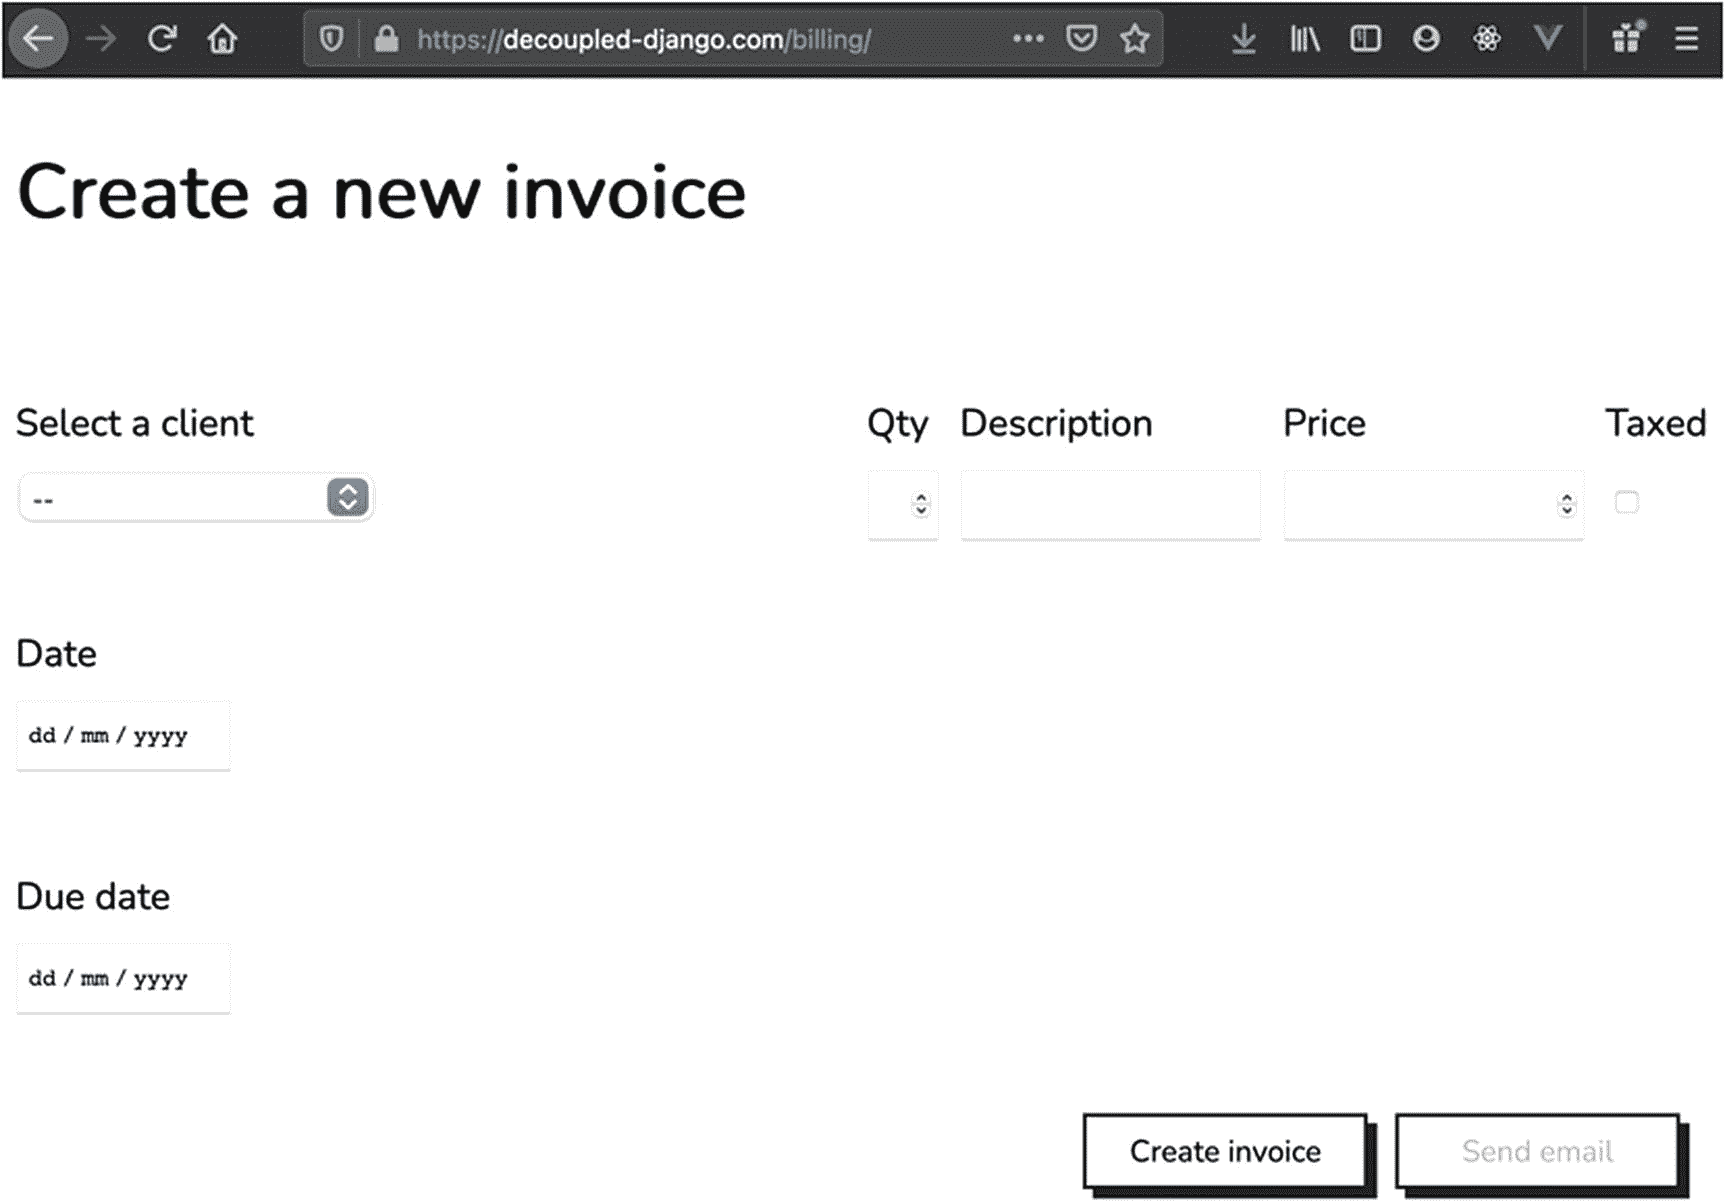 https://decoupled-django.com/billing/
Create a new invoice
Select a client
--
Qty Description Price Taxed
Date
dd / mm / yyyy
Due date
dd / mm / yyyy
Create invoice
Send email